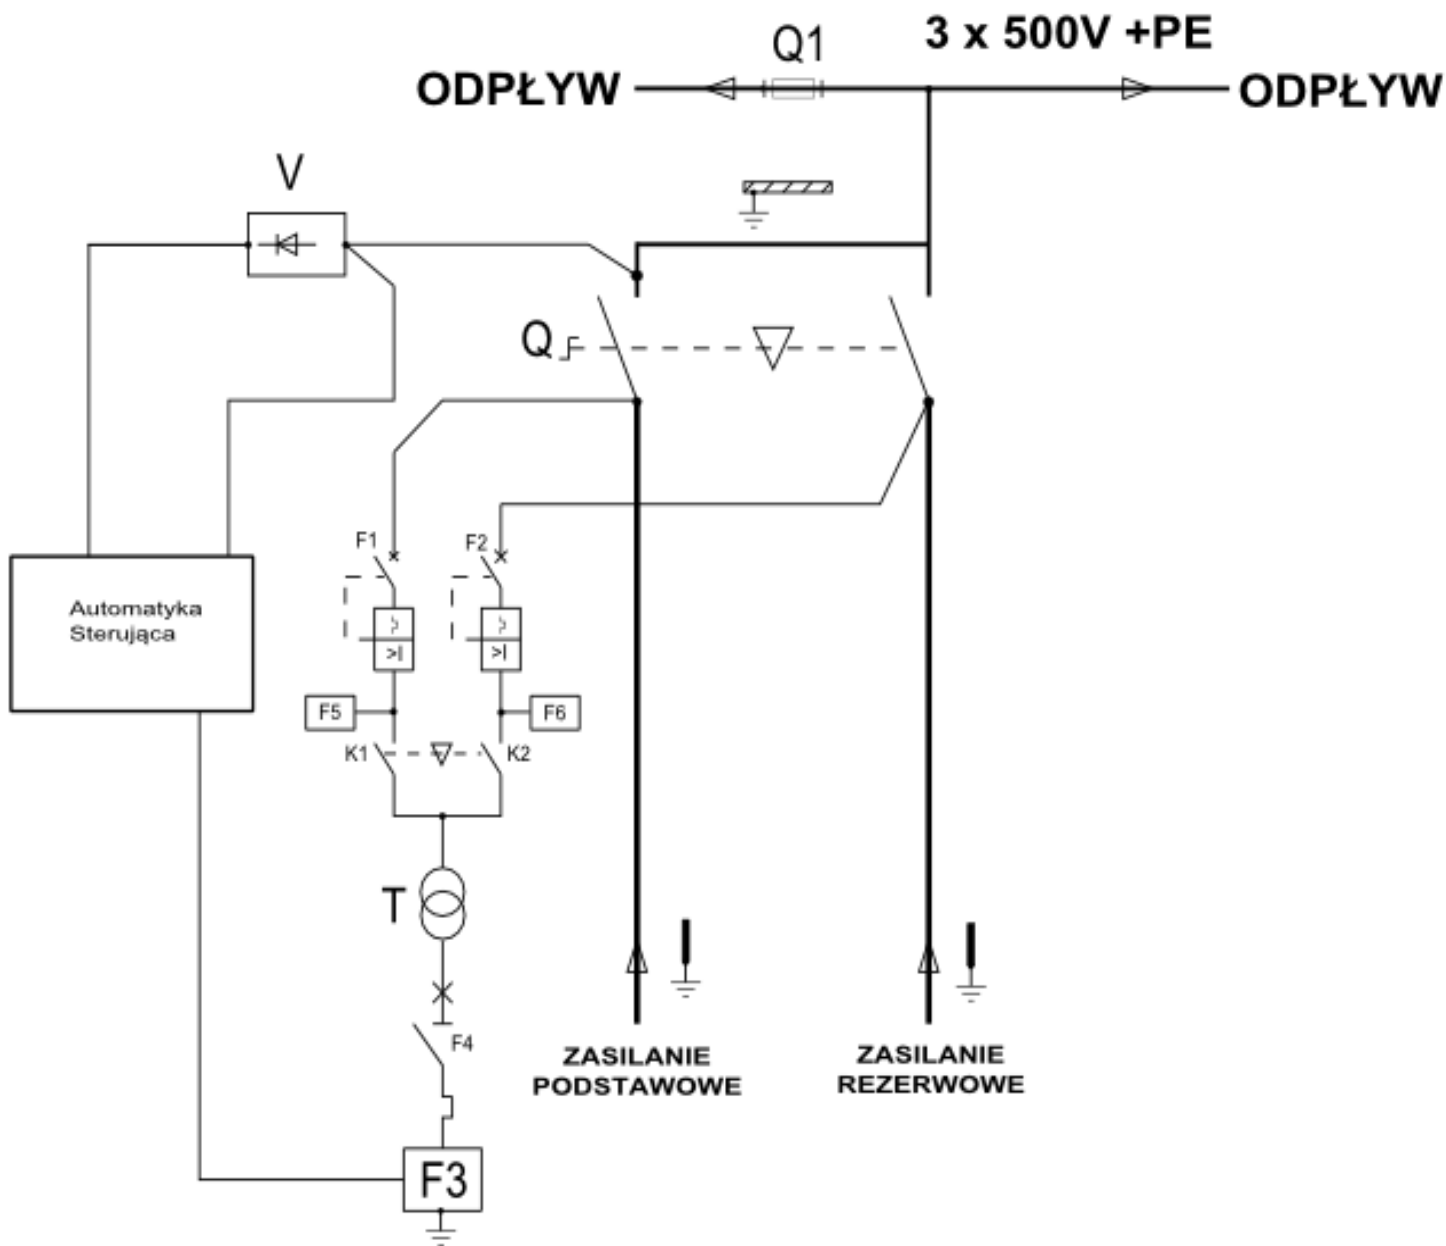 3 x 500V +PE
Q1
ODPŁYW
ODPŁYW
V
Q
F1
F2
Automatyka
Sterująca
>I
>I
F5
F6
K1
K2
T
F4
ZASILANIE
PODSTAWOWE
ZASILANIE
REZERWOWE
F3